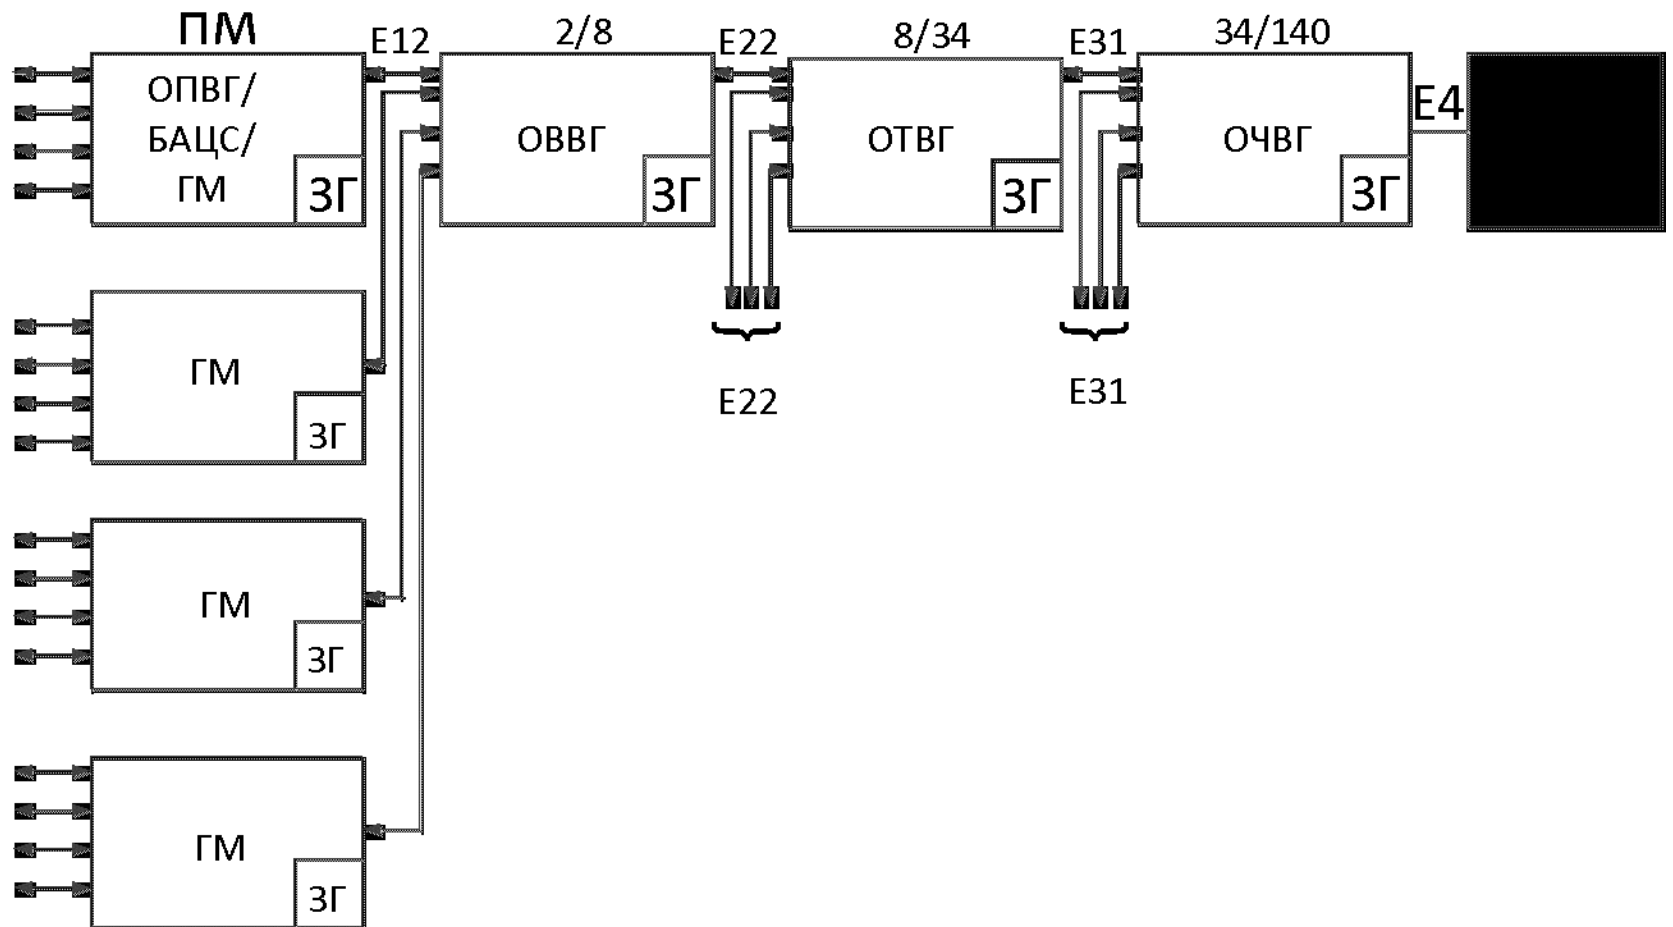 ПМ
E12
2/8
E22
8/34
E31
34/140
ОПВГ/
БАЦС/
ГМ
ЗГ
ОВВГ
ЗГ
ОТВГ
ЗГ
ОЧВГ
ЗГ
E4
ГМ
ЗГ
E22
E31
ГМ
ЗГ
ГМ
ЗГ